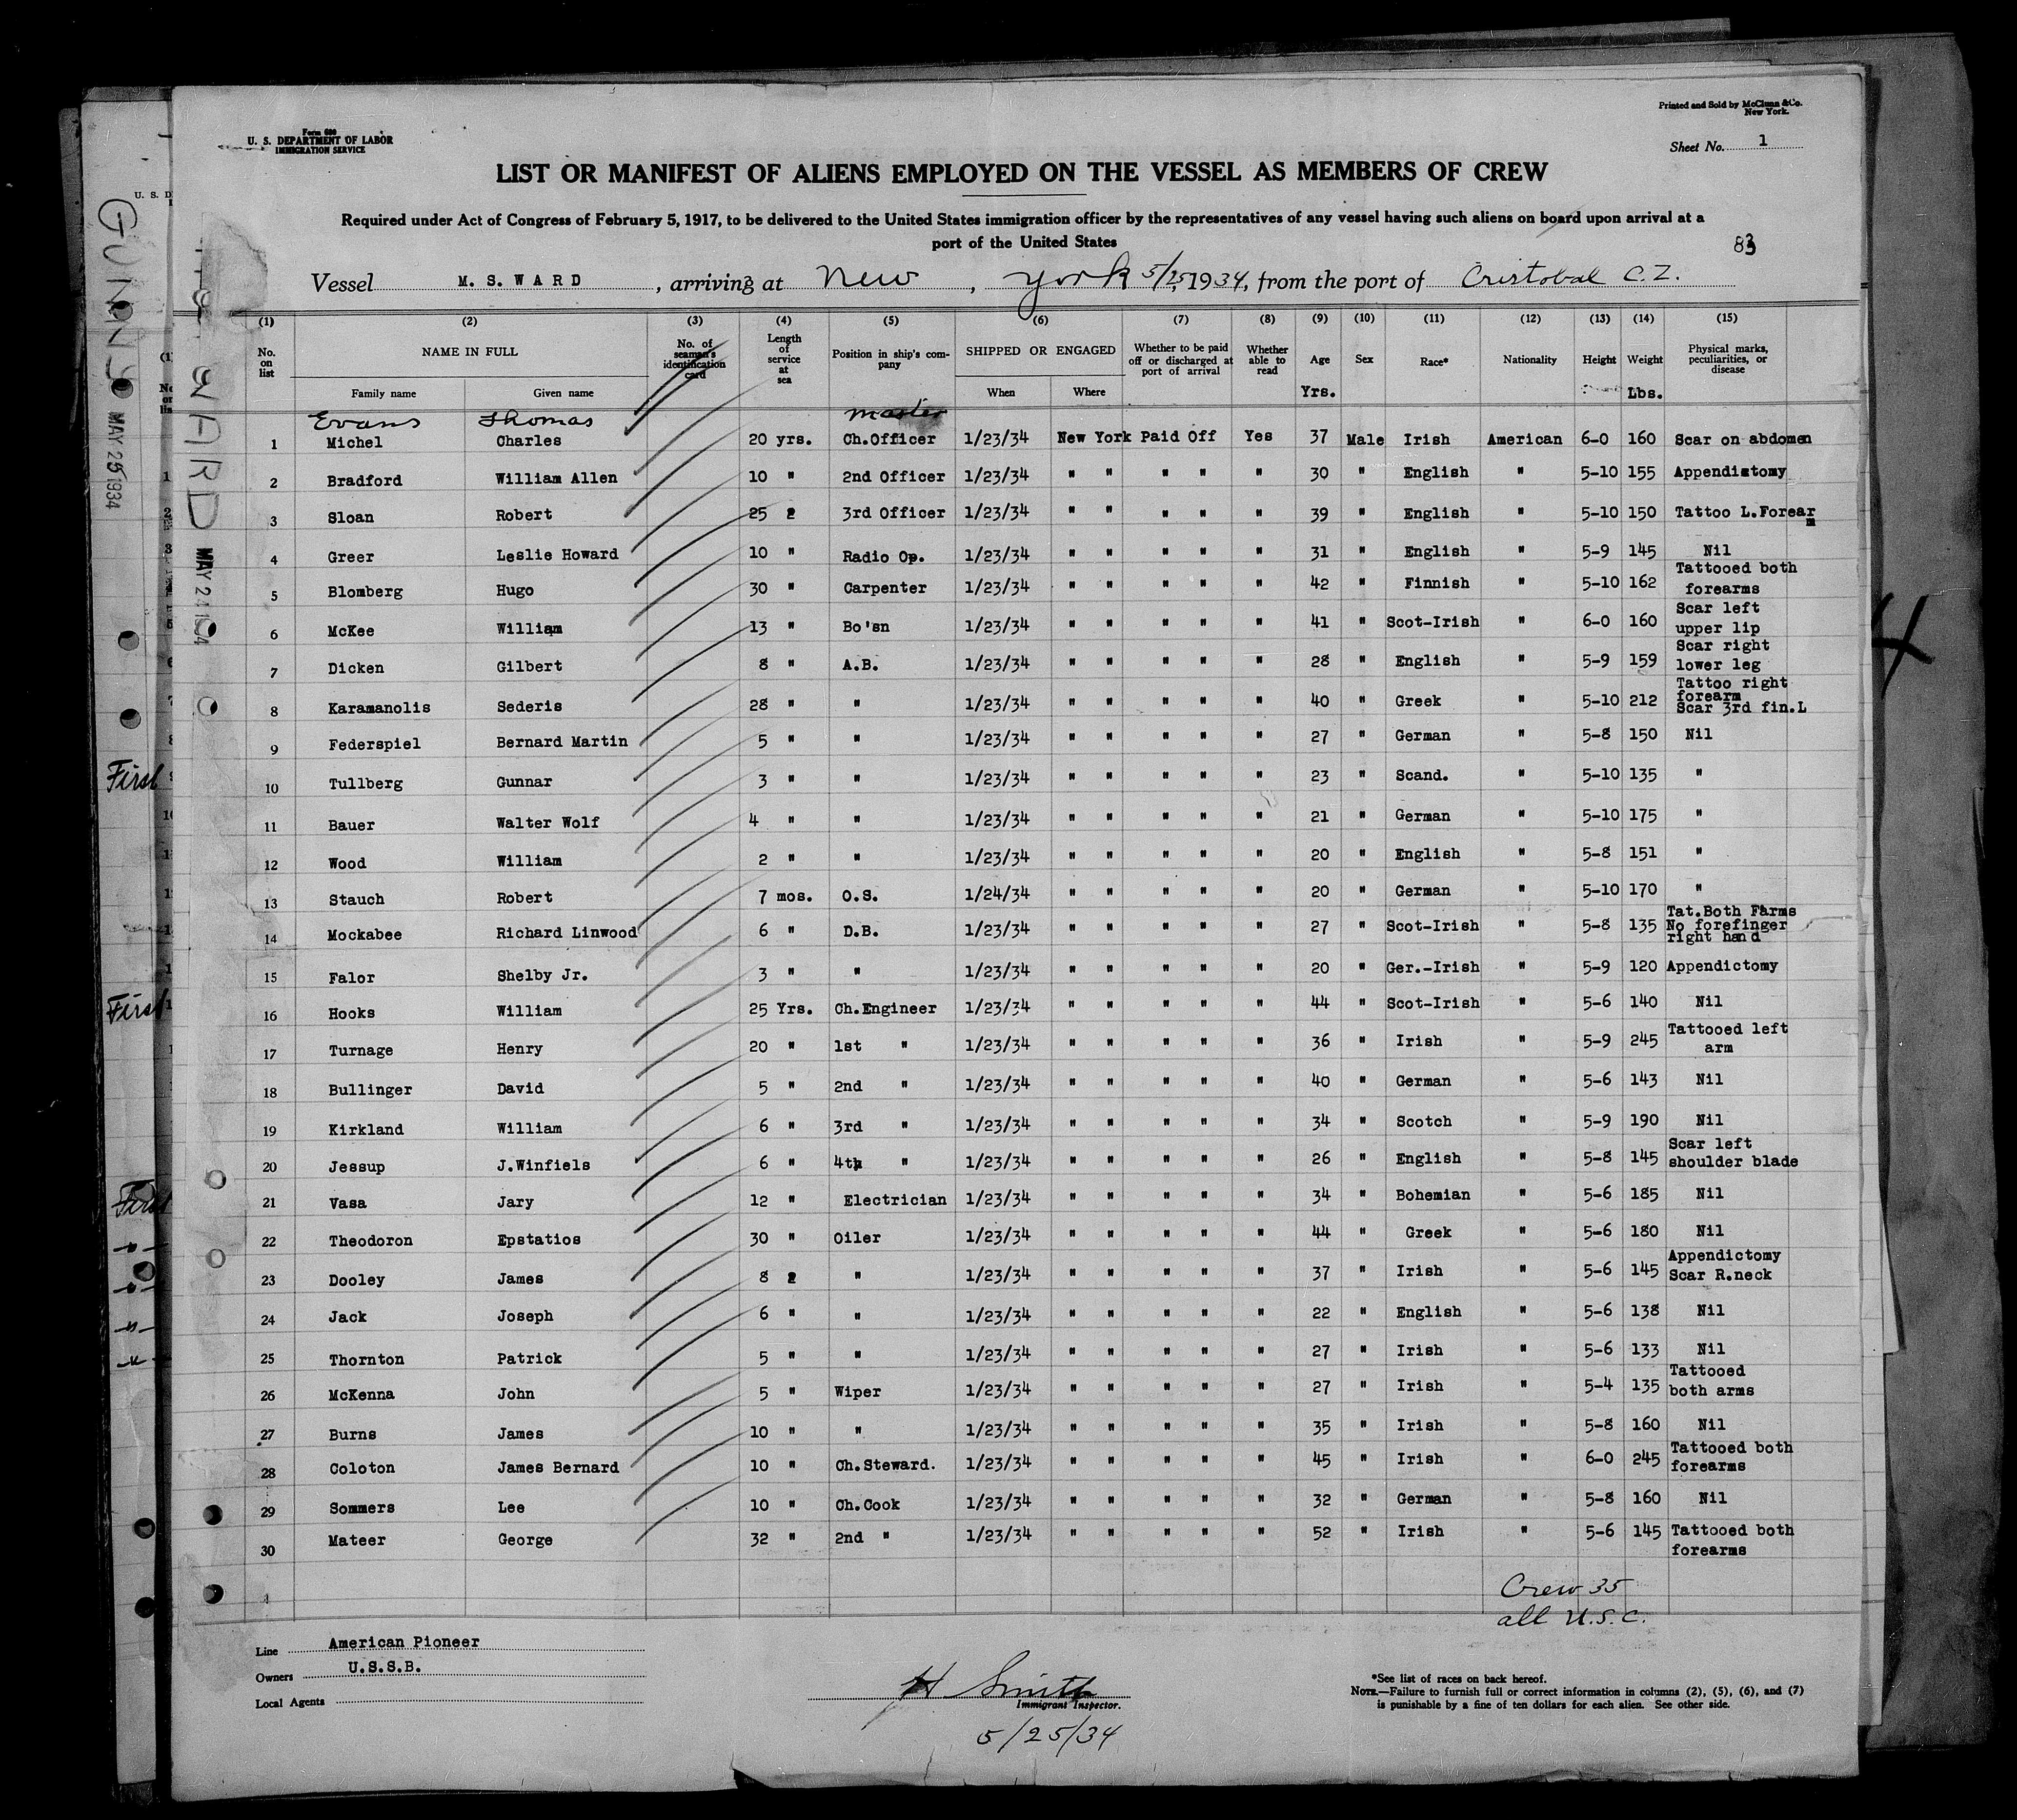 Printed and Sold by McClunn & Co.
New York.
Form 680
U. S. DEPARTMENT OF LABOR
IMMIGRATION SERVICE
Sheet No. 1
LIST OR MANIFEST OF ALIENS EMPLOYED ON THE VESSEL AS MEMBERS OF CREW
Required under Act of Congress of February 5, 1917, to be delivered to the United States immigration officer by the representatives of any vessel having such aliens on board upon arrival at a
port of the United States
83
Vessel M. S. WARD, arriving at New, York 5/25, 1934, from the port of Cristobal C. Z.
(1) (2) (3) (4) (5) (6) (7) (8) (9) (10) (11) (12) (13) (14) (15)
No. on list NAME IN FULL Family name Given name No. of seaman's identification card Length of service at sea Position in ship's company SHIPPED OR ENGAGED When Where Whether to be paid off or discharged at port of arrival Whether able to read Age Yrs. Sex Race* Nationality Height Weight Lbs. Physical marks, peculiarities, or disease
Evans Thomas Master
1 Michel Charles 20 yrs. Ch.Officer 1/23/34 New York Paid Off Yes 37 Male Irish American 6-0 160 Scar on abdomen
2 Bradford William Allen 10 " 2nd Officer 1/23/34 " " " " " 30 " English " 5-10 155 Appendistomy
3 Sloan Robert 25 2 3rd Officer 1/23/34 " " " " " 39 " English " 5-10 150 Tattoo L.Forearm
4 Greer Leslie Howard 10 " Radio Op. 1/23/34 " " " " " 31 " English " 5-9 145 Nil
5 Blomberg Hugo 30 " Carpenter 1/23/34 " " " " " 42 " Finnish " 5-10 162 Tattooed both forearms
6 McKee William 13 " Bo'sn 1/23/34 " " " " " 41 " Scot-Irish " 6-0 160 Scar left upper lip
7 Dicken Gilbert 8 " A.B. 1/23/34 " " " " " 28 " English " 5-9 159 Scar right lower leg
8 Karamanolis Sederis 28 " " 1/23/34 " " " " " 40 " Greek " 5-10 212 Tattoo right forearm Scar 3rd fin.L
9 Federspiel Bernard Martin 5 " " 1/23/34 " " " " " 27 " German " 5-8 150 Nil
10 Tullberg Gunnar 3 " " 1/23/34 " " " " " 23 " Scand. " 5-10 135 "
11 Bauer Walter Wolf 4 " " 1/23/34 " " " " " 21 " German " 5-10 175 "
12 Wood William 2 " " 1/23/34 " " " " " 20 " English " 5-8 151 "
13 Stauch Robert 7 mos. O.S. 1/24/34 " " " " " 20 " German " 5-10 170 "
14 Mockabee Richard Linwood 6 " D.B. 1/23/34 " " " " " 27 " Scot-Irish " 5-8 135 Tat.Both Farms No forefinger right hand
15 Falor Shelby Jr. 3 " " 1/23/34 " " " " " 20 " Ger.-Irish " 5-9 120 Appendictomy
16 Hooks William 25 Yrs. Ch.Engineer 1/23/34 " " " " " 44 " Scot-Irish " 5-6 140 Nil
17 Turnage Henry 20 " 1st " 1/23/34 " " " " " 36 " Irish " 5-9 245 Tattooed left arm
18 Bullinger David 5 " 2nd " 1/23/34 " " " " " 40 " German " 5-6 143 Nil
19 Kirkland William 6 " 3rd " 1/23/34 " " " " " 34 " Scotch " 5-9 190 Nil
20 Jessup J.Winfiels 6 " 4th " 1/23/34 " " " " " 26 " English " 5-8 145 Scar left shoulder blade
21 Vasa Jary 12 " Electrician 1/23/34 " " " " " 34 " Bohemian " 5-6 185 Nil
22 Theodoron Epstatios 30 " Oiler 1/23/34 " " " " " 44 " Greek " 5-6 180 Nil
23 Dooley James 8 2 " 1/23/34 " " " " " 37 " Irish " 5-6 145 Appendictomy Scar R.neck
24 Jack Joseph 6 " " 1/23/34 " " " " " 22 " English " 5-6 138 Nil
25 Thornton Patrick 5 " " 1/23/34 " " " " " 27 " Irish " 5-6 133 Nil
26 McKenna John 5 " Wiper 1/23/34 " " " " " 27 " Irish " 5-4 135 Tattooed both arms
27 Burns James 10 " " 1/23/34 " " " " " 35 " Irish " 5-8 160 Nil
28 Coloton James Bernard 10 " Ch.Steward. 1/23/34 " " " " " 45 " Irish " 6-0 245 Tattooed both forearms
29 Sommers Lee 10 " Ch.Cook 1/23/34 " " " " " 32 " German " 5-8 160 Nil
30 Mateer George 32 " 2nd " 1/23/34 " " " " " 52 " Irish " 5-6 145 Tattooed both forearms
Crew 35
all U.S.C.
Line American Pioneer
Owners U.S.S.B.
Local Agents
H Smith
Immigrant Inspector.
5/25/34
*See list of races on back hereof.
NOTE.—Failure to furnish full or correct information in columns (2), (5), (6), and (7)
is punishable by a fine of ten dollars for each alien. See other side.
WARD
MAY 24 1934
GUNNY
MAY 25 1934
First
First
First